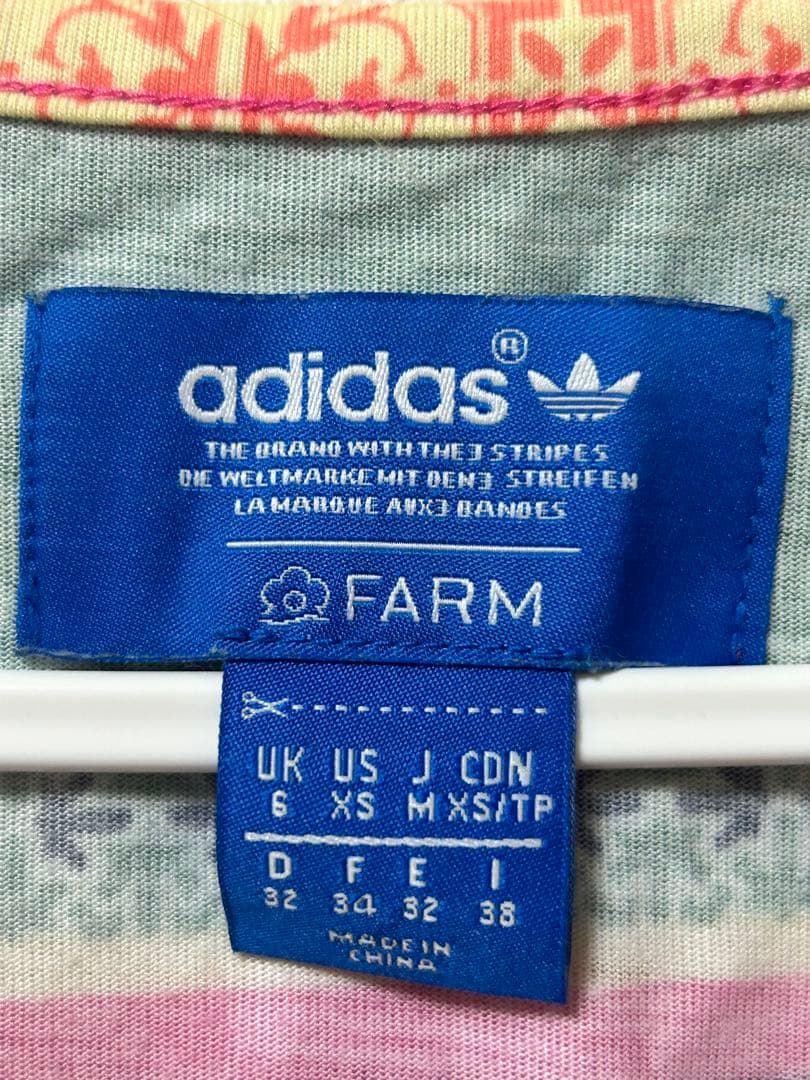 adidas®
THE BRAND WITH THE 3 STRIPES
DIE WELTMARKE MIT DEN 3 STREIFEN
LA MARQUE AUX 3 BANDES
FARM
UK US J CDN
6 XS M XS/TP
D F E I
32 34 32 38
MADE IN
CHINA